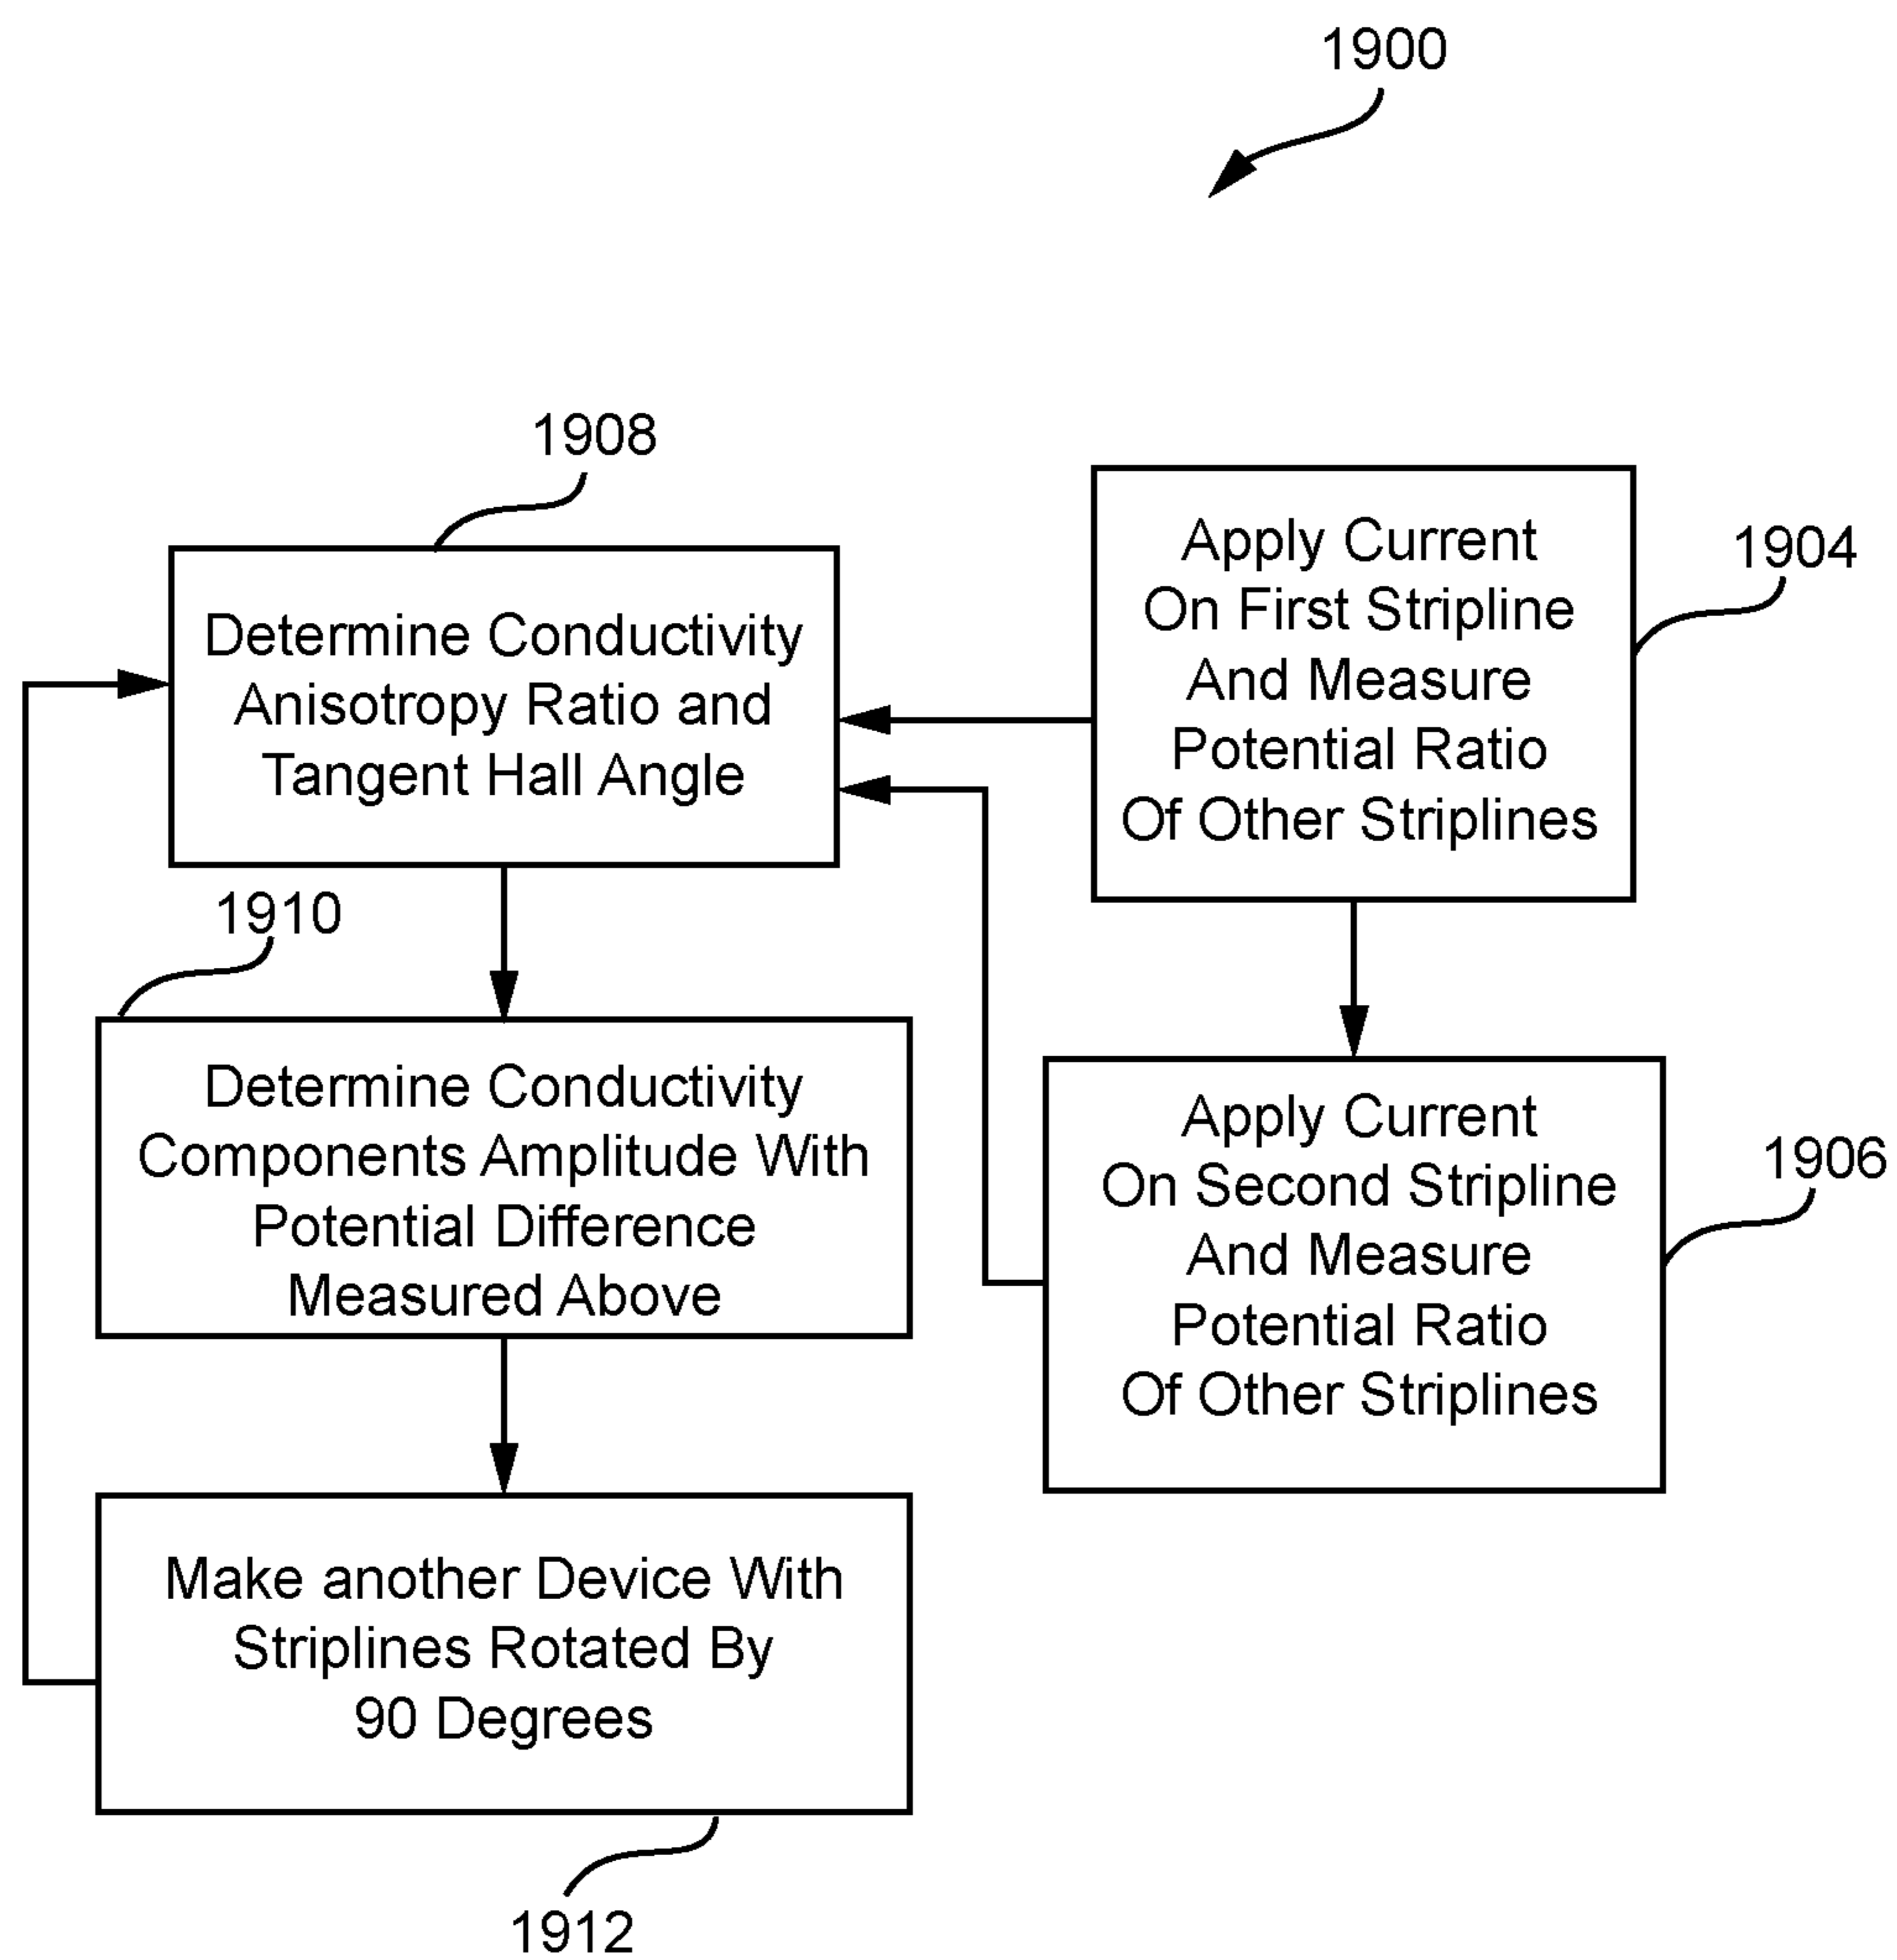 1900
1908
Determine Conductivity
Anisotropy Ratio and
Tangent Hall Angle
1904
Apply Current
On First Stripline
And Measure
Potential Ratio
Of Other Striplines
1910
Determine Conductivity
Components Amplitude With
Potential Difference
Measured Above
1906
Apply Current
On Second Stripline
And Measure
Potential Ratio
Of Other Striplines
Make another Device With
Striplines Rotated By
90 Degrees
1912